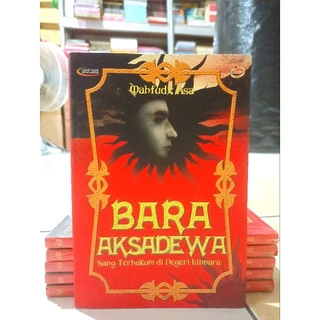 Mahfudz Asa
BARA
AKSADEWA
Sang Terhukum di Negeri Kinnara